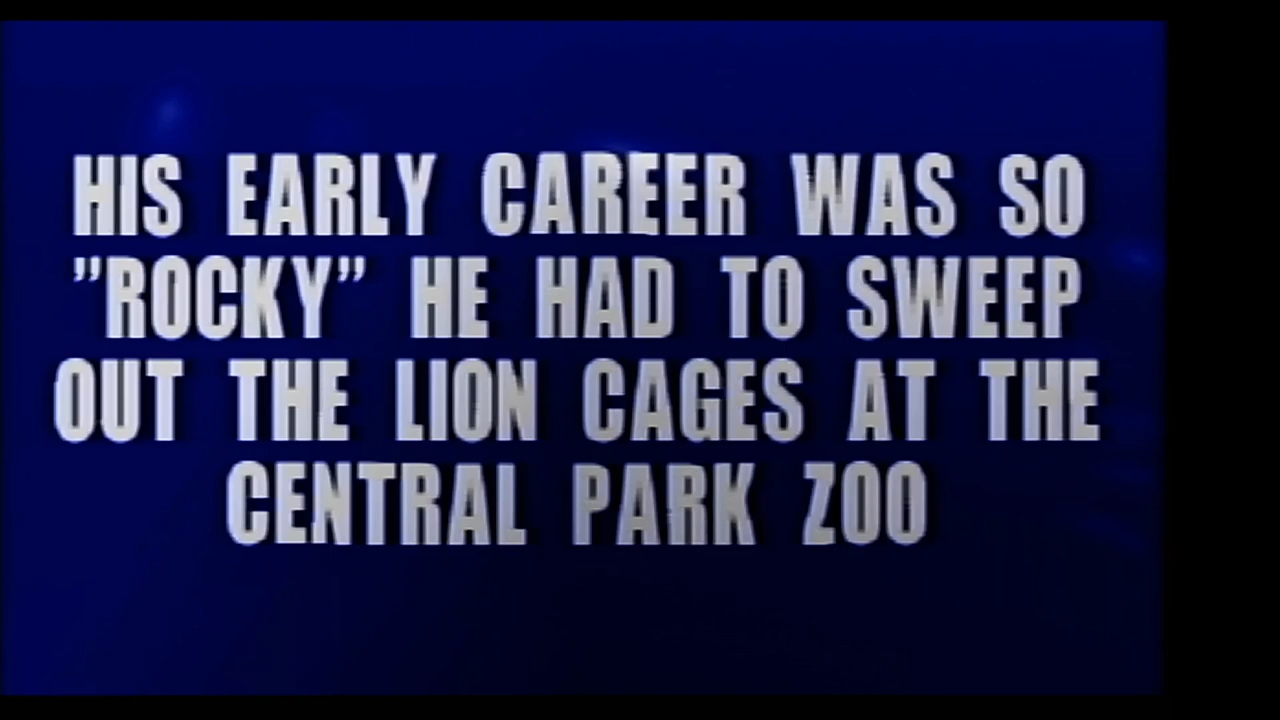 HIS EARLY CAREER WAS SO
"ROCKY" HE HAD TO SWEEP
OUT THE LION CAGES AT THE
CENTRAL PARK ZOO